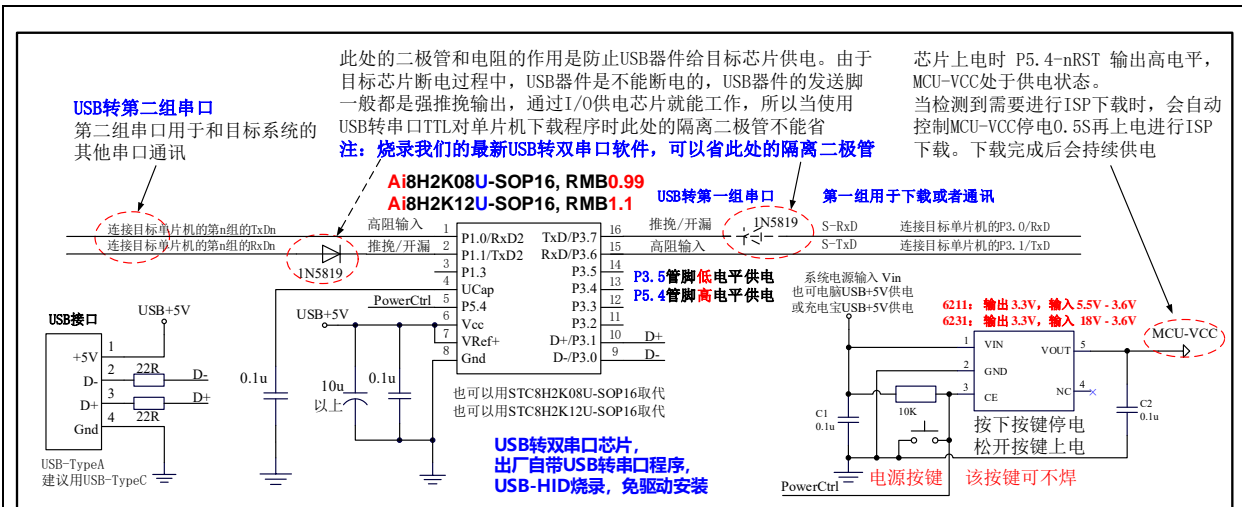 此处的二极管和电阻的作用是防止USB器件给目标芯片供电。由于
目标芯片断电过程中，USB器件是不能断电的，USB器件的发送脚
一般都是强推挽输出，通过I/O供电芯片就能工作，所以当使用
USB转串口TTL对单片机下载程序时此处的隔离二极管不能省
注：烧录我们的最新USB转双串口软件，可以省此处的隔离二极管
芯片上电时 P5.4-nRST 输出高电平，
MCU-VCC处于供电状态。
当检测到需要进行ISP下载时，会自动
控制MCU-VCC停电0.5S再上电进行ISP
下载。下载完成后会持续供电
USB转第二组串口
第二组串口用于和目标系统的
其他串口通讯
Ai8H2K08U-SOP16, RMB0.99
Ai8H2K12U-SOP16, RMB1.1
USB转第一组串口
第一组用于下载或者通讯
连接目标单片机的第n组的TxDn
连接目标单片机的第n组的RxDn
高阻输入
推挽/开漏
1N5819
1
2
3
4
5
6
7
8
P1.0/RxD2
P1.1/TxD2
P1.3
UCap
P5.4
Vcc
VRef+
Gnd
TxD/P3.7
RxD/P3.6
P3.5
P3.4
P3.3
P3.2
D+/P3.1
D-/P3.0
16
15
14
13
12
11
10
9
推挽/开漏
高阻输入
1N5819
S-RxD
S-TxD
连接目标单片机的P3.0/RxD
连接目标单片机的P3.1/TxD
P3.5管脚低电平供电
P5.4管脚高电平供电
D+
D-
PowerCtrl
USB+5V
0.1u
10u
以上
0.1u
也可以用STC8H2K08U-SOP16取代
也可以用STC8H2K12U-SOP16取代
USB转双串口芯片，
出厂自带USB转串口程序，
USB-HID烧录，免驱动安装
USB接口
USB+5V
+5V
D-
D+
Gnd
1
2
3
4
22R
22R
D-
D+
USB-TypeA
建议用USB-TypeC
系统电源输入 Vin
也可电脑USB+5V供电
或充电宝USB+5V供电
6211: 输出3.3V，输入5.5V - 3.6V
6231: 输出3.3V，输入 18V - 3.6V
MCU-VCC
1
2
3
VIN
GND
CE
VOUT
NC
5
4
10K
C1
0.1u
C2
0.1u
按下按键停电
松开按键上电
电源按键 该按键可不焊
PowerCtrl